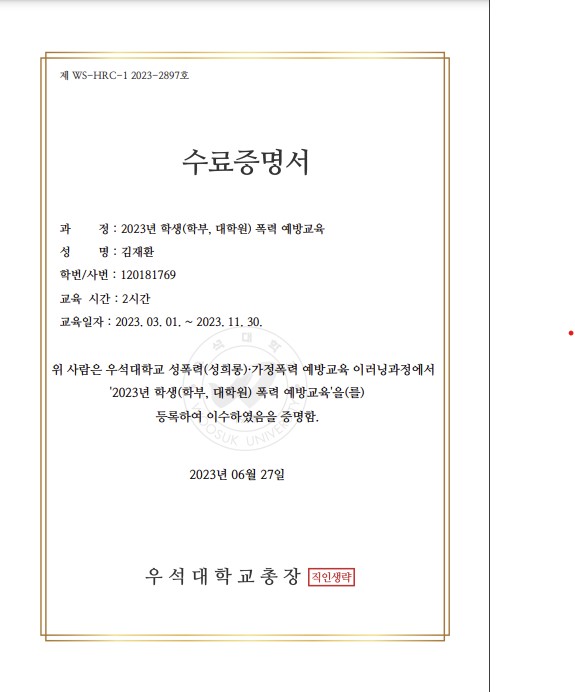 제 WS-HRC-1 2023-2897호
수료증명서
과 정 : 2023년 학생(학부, 대학원) 폭력 예방교육
성 명 : 김재환
학번/사번 : 120181769
교육 시간 : 2시간
교육일자 : 2023. 03. 01. ~ 2023. 11. 30.
위 사람은 우석대학교 성폭력(성희롱)·가정폭력 예방교육 이러닝과정에서
'2023년 학생(학부, 대학원) 폭력 예방교육'을(를)
등록하여 이수하였음을 증명함.
석 대 학
WOOSUK UNIVERSITY
2023년 06월 27일
우 석 대 학 교 총 장 직인생략